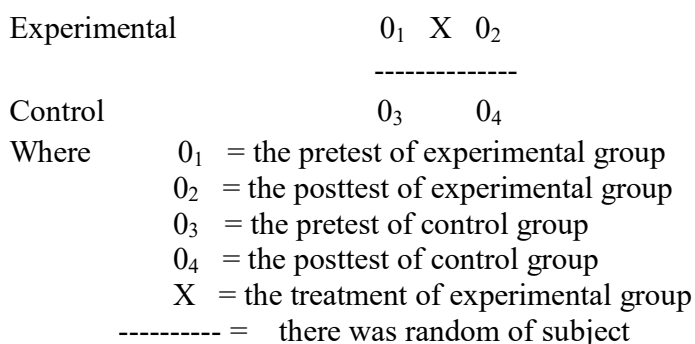 Experimental 0₁ X 0₂
--------------
Control 0₃ 0₄
Where 0₁ = the pretest of experimental group
0₂ = the posttest of experimental group
0₃ = the pretest of control group
0₄ = the posttest of control group
X = the treatment of experimental group
---------- = there was random of subject